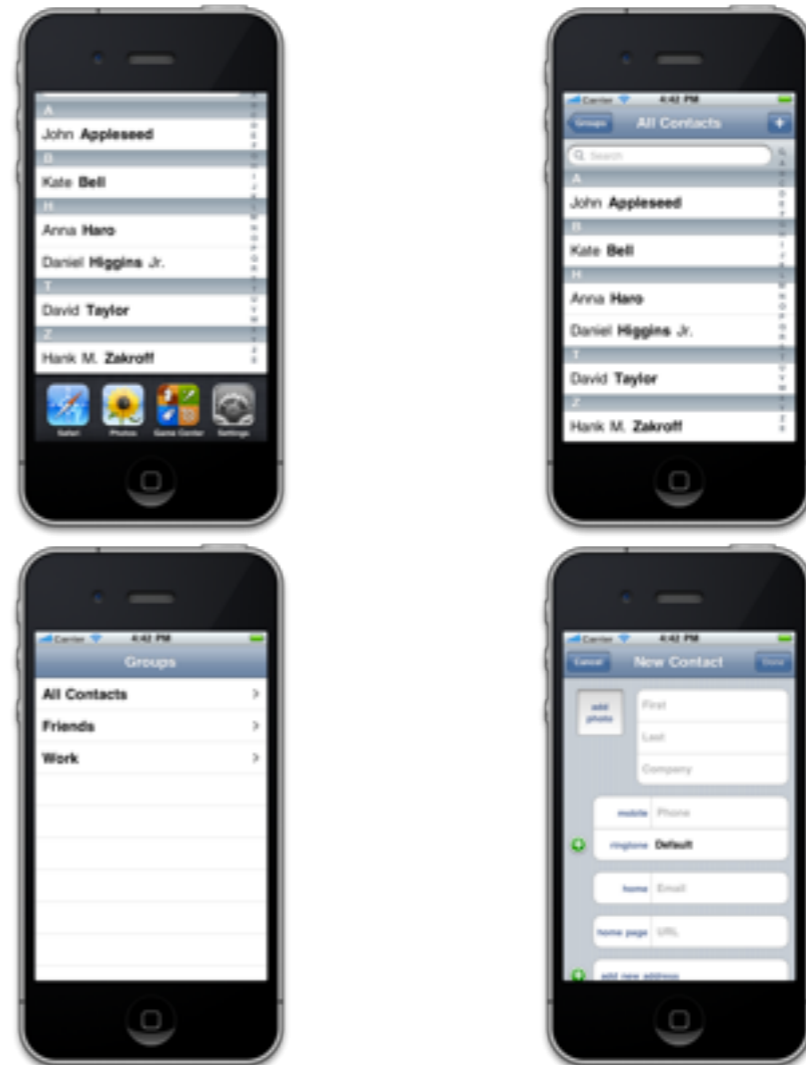 A
John Appleseed
B
Kate Bell
H
Anna Haro
Daniel Higgins Jr.
T
David Taylor
Z
Hank M. Zakroff
Safari Photos Game Center Settings
Carrier 4:42 PM
Groups All Contacts +
Search
A
John Appleseed
B
Kate Bell
H
Anna Haro
Daniel Higgins Jr.
T
David Taylor
Z
Hank M. Zakroff
Carrier 4:42 PM
Groups
All Contacts
Friends
Work
Carrier 4:42 PM
Cancel New Contact Done
add photo
First
Last
Company
mobile Phone
ringtone Default
home Email
home page URL
add new address